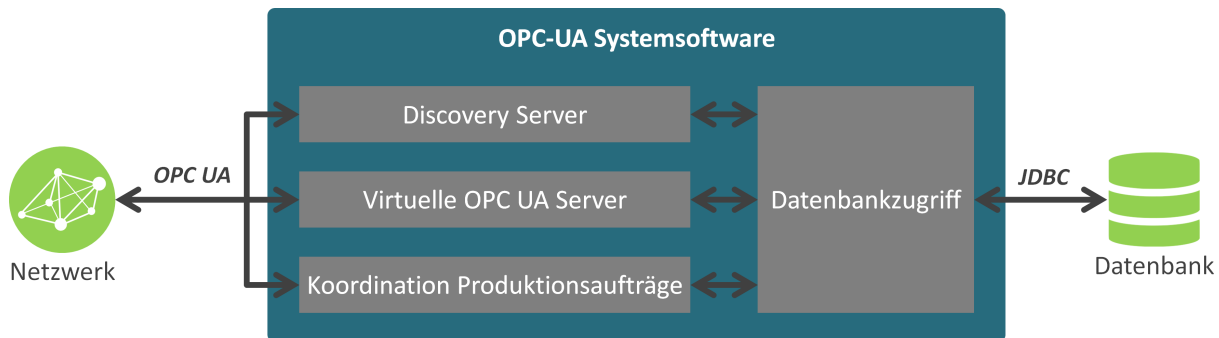 OPC-UA Systemsoftware
Discovery Server
OPC UA
Virtuelle OPC UA Server
Datenbankzugriff
JDBC
Netzwerk
Koordination Produktionsaufträge
Datenbank